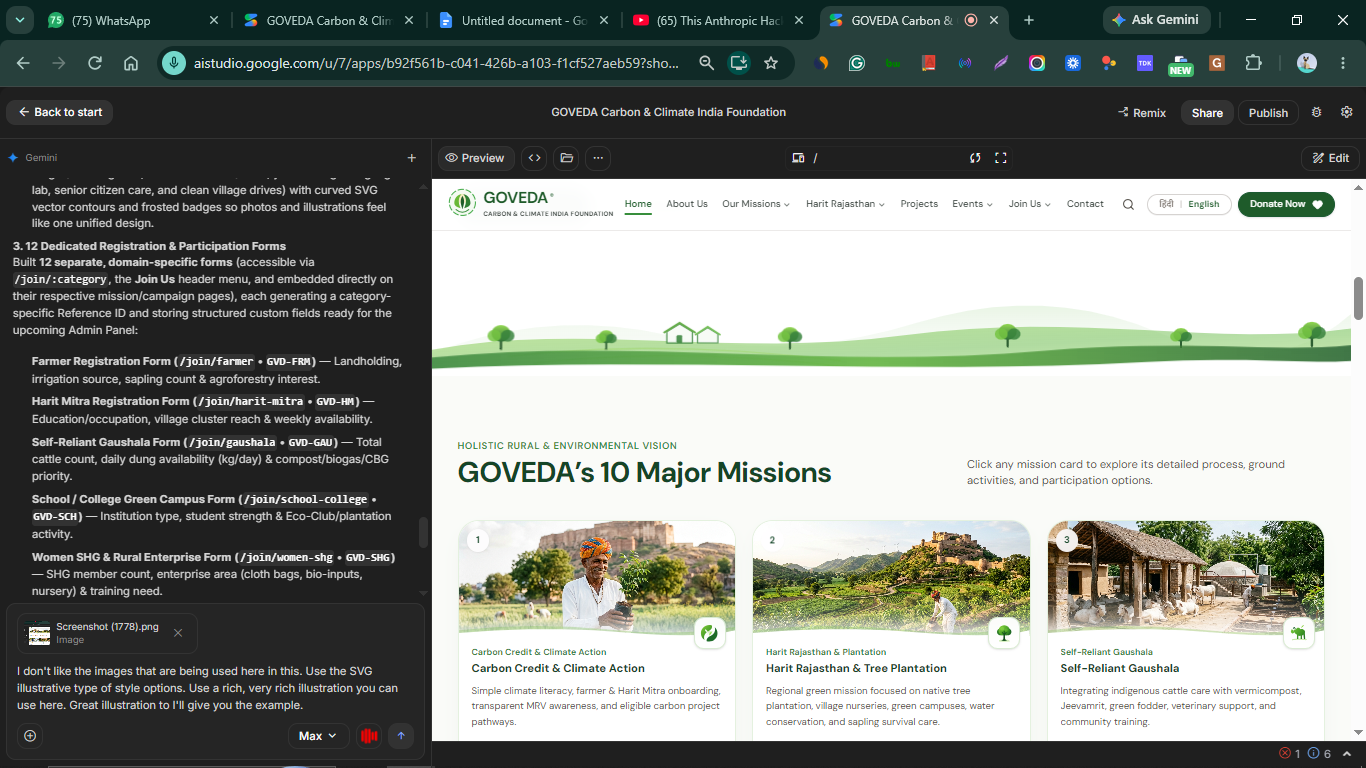 75 (75) WhatsApp
GOVEDA Carbon & Clim
Untitled document - Go
(65) This Anthropic Hac
GOVEDA Carbon &
Ask Gemini
aistudio.google.com/u/7/apps/b92f561b-c041-426b-a103-f1cf527aeb59?sho...
TDK
NEW
G
Back to start
GOVEDA Carbon & Climate India Foundation
Remix
Share
Publish
Gemini
lab, senior citizen care, and clean village drives) with curved SVG
vector contours and frosted badges so photos and illustrations feel
like one unified design.
3. 12 Dedicated Registration & Participation Forms
Built 12 separate, domain-specific forms (accessible via
/join/:category, the Join Us header menu, and embedded directly on
their respective mission/campaign pages), each generating a category-
specific Reference ID and storing structured custom fields ready for the
upcoming Admin Panel:
Farmer Registration Form (/join/farmer • GVD-FRM) — Landholding,
irrigation source, sapling count & agroforestry interest.
Harit Mitra Registration Form (/join/harit-mitra • GVD-HM) —
Education/occupation, village cluster reach & weekly availability.
Self-Reliant Gaushala Form (/join/gaushala • GVD-GAU) — Total
cattle count, daily dung availability (kg/day) & compost/biogas/CBG
priority.
School / College Green Campus Form (/join/school-college •
GVD-SCH) — Institution type, student strength & Eco-Club/plantation
activity.
Women SHG & Rural Enterprise Form (/join/women-shg • GVD-SHG)
— SHG member count, enterprise area (cloth bags, bio-inputs,
nursery) & training need.
Screenshot (1778).png
Image
I don't like the images that are being used here in this. Use the SVG
illustrative type of style options. Use a rich, very rich illustration you can
use here. Great illustration to I'll give you the example.
Max
Preview
/
Edit
GOVEDA
CARBON & CLIMATE INDIA FOUNDATION
Home
About Us
Our Missions
Harit Rajasthan
Projects
Events
Join Us
Contact
हिंदी | English
Donate Now
HOLISTIC RURAL & ENVIRONMENTAL VISION
GOVEDA’s 10 Major Missions
Click any mission card to explore its detailed process, ground
activities, and participation options.
1
Carbon Credit & Climate Action
Carbon Credit & Climate Action
Simple climate literacy, farmer & Harit Mitra onboarding,
transparent MRV awareness, and eligible carbon project
pathways.
2
Harit Rajasthan & Plantation
Harit Rajasthan & Tree Plantation
Regional green mission focused on native tree
plantation, village nurseries, green campuses, water
conservation, and sapling survival care.
3
Self-Reliant Gaushala
Self-Reliant Gaushala
Integrating indigenous cattle care with vermicompost,
Jeevamrit, green fodder, veterinary support, and
community training.
1
6